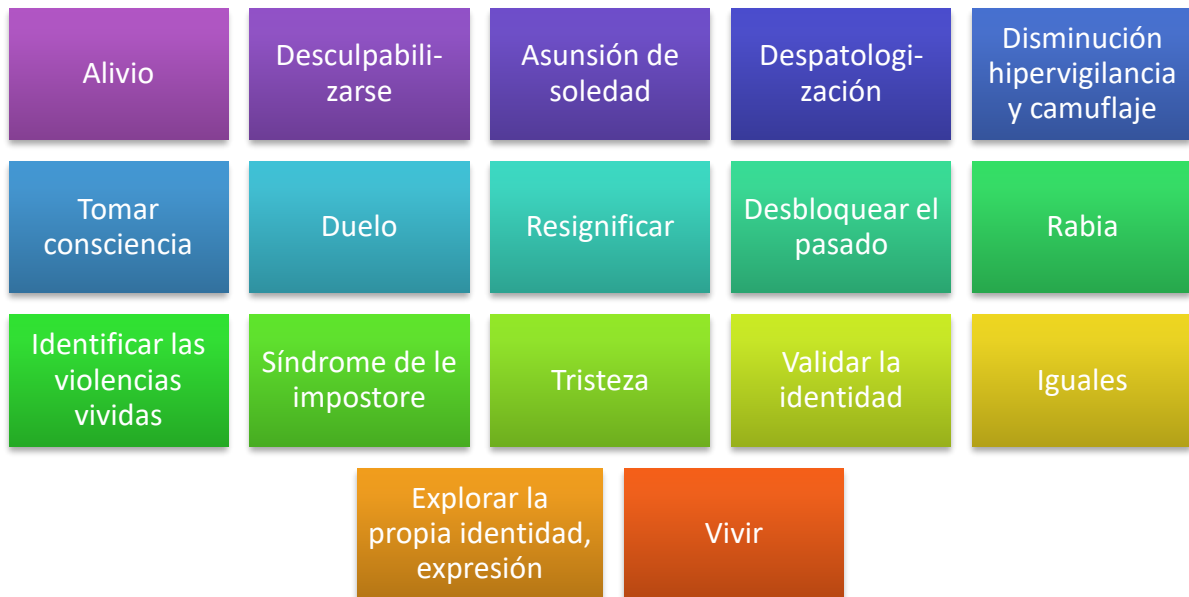 Alivio
Desculpabili-
zarse
Asunsión de
soledad
Despatologi-
zación
Disminución
hipervigilancia
y camuflaje
Tomar
consciencia
Duelo
Resignificar
Desbloquear el
pasado
Rabia
Identificar las
violencias
vividas
Síndrome de le
impostore
Tristeza
Validar la
identidad
Iguales
Explorar la
propia identidad,
expresión
Vivir